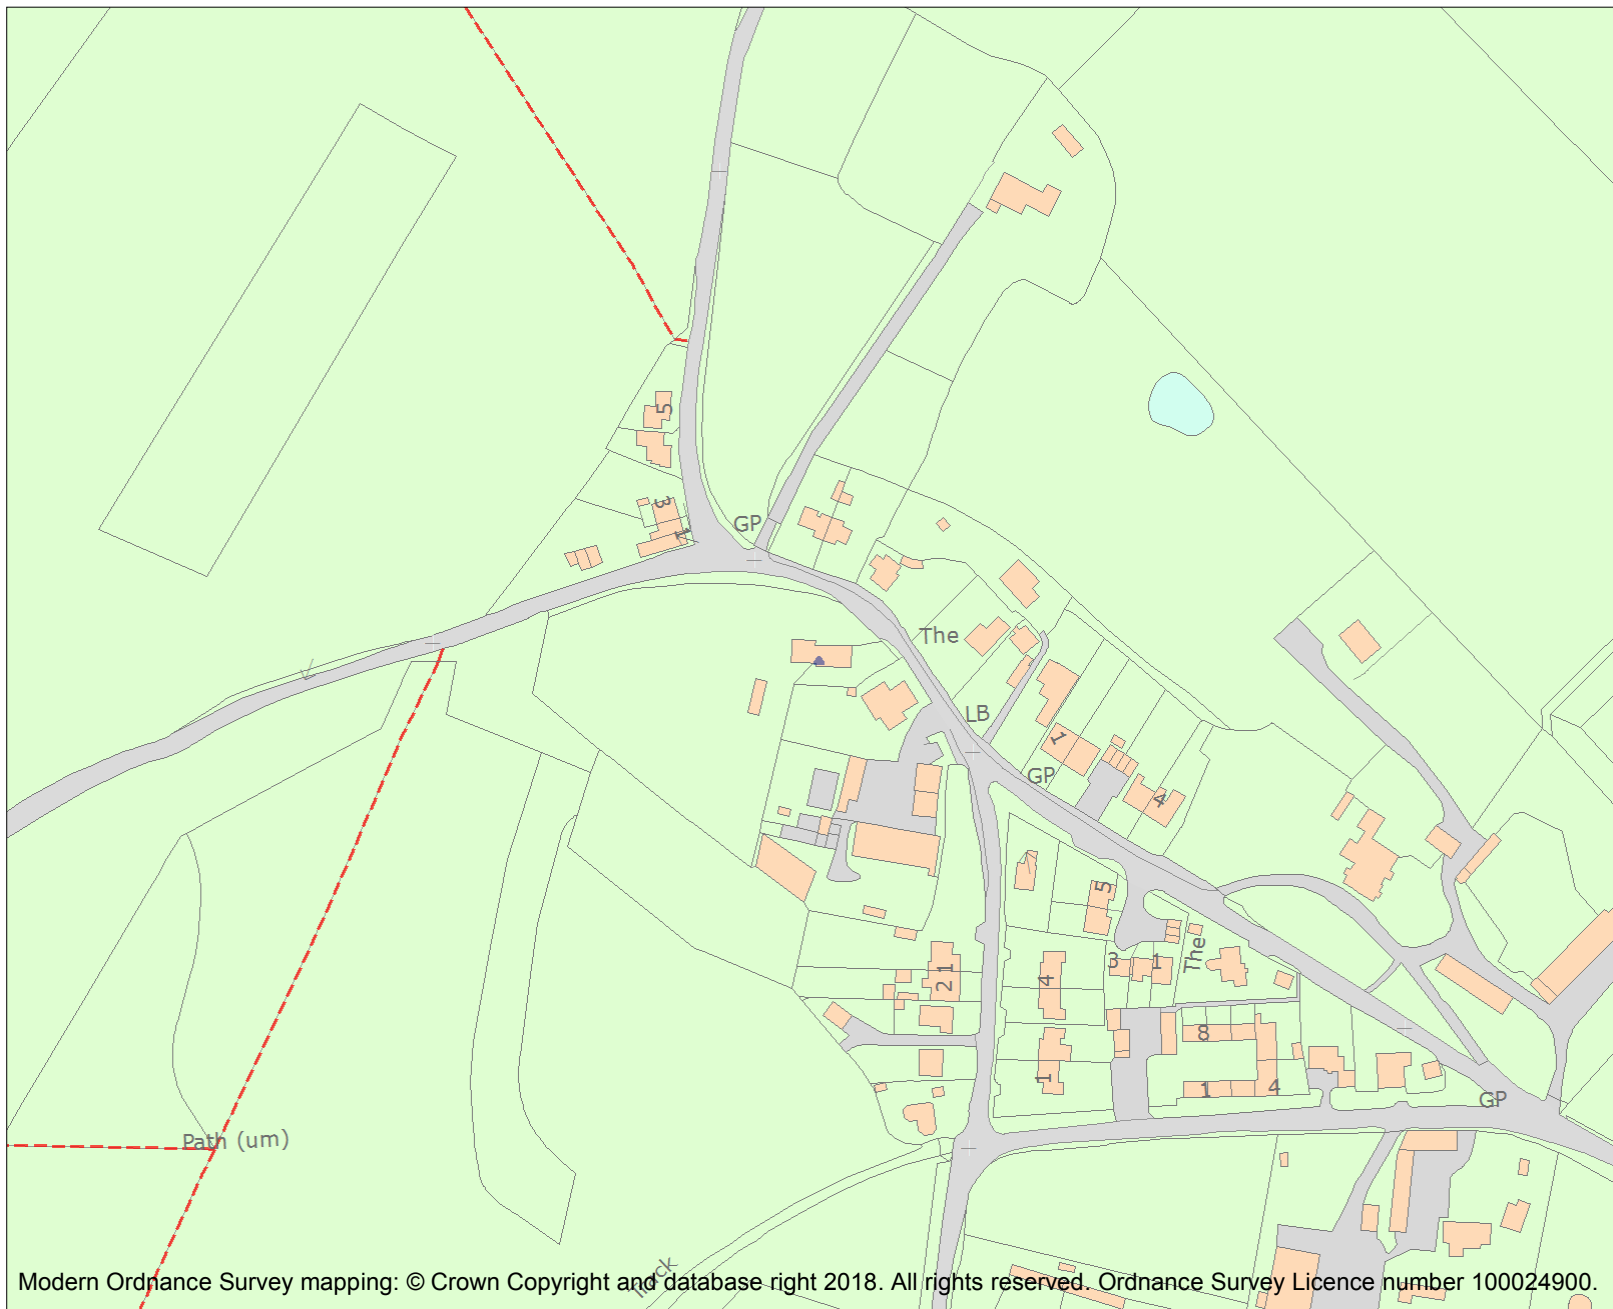 5
3
1
GP
The
LB
1
GP
4
5
3
1
The
2 1
4
8
1
1
4
GP
Path (um)
Track
Modern Ordnance Survey mapping: © Crown Copyright and database right 2018. All rights reserved. Ordnance Survey Licence number 100024900.